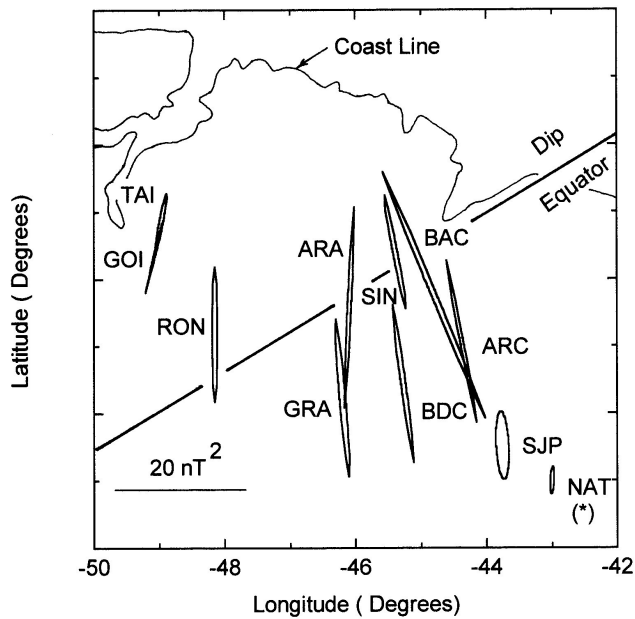 Coast Line
Dip
Equator
TAI
GOI
RON
ARA
SIN
BAC
ARC
GRA
BDC
SJP
NAT
(*)
20 nT2
Latitude ( Degrees)
-50
-48
-46
-44
-42
Longitude ( Degrees)